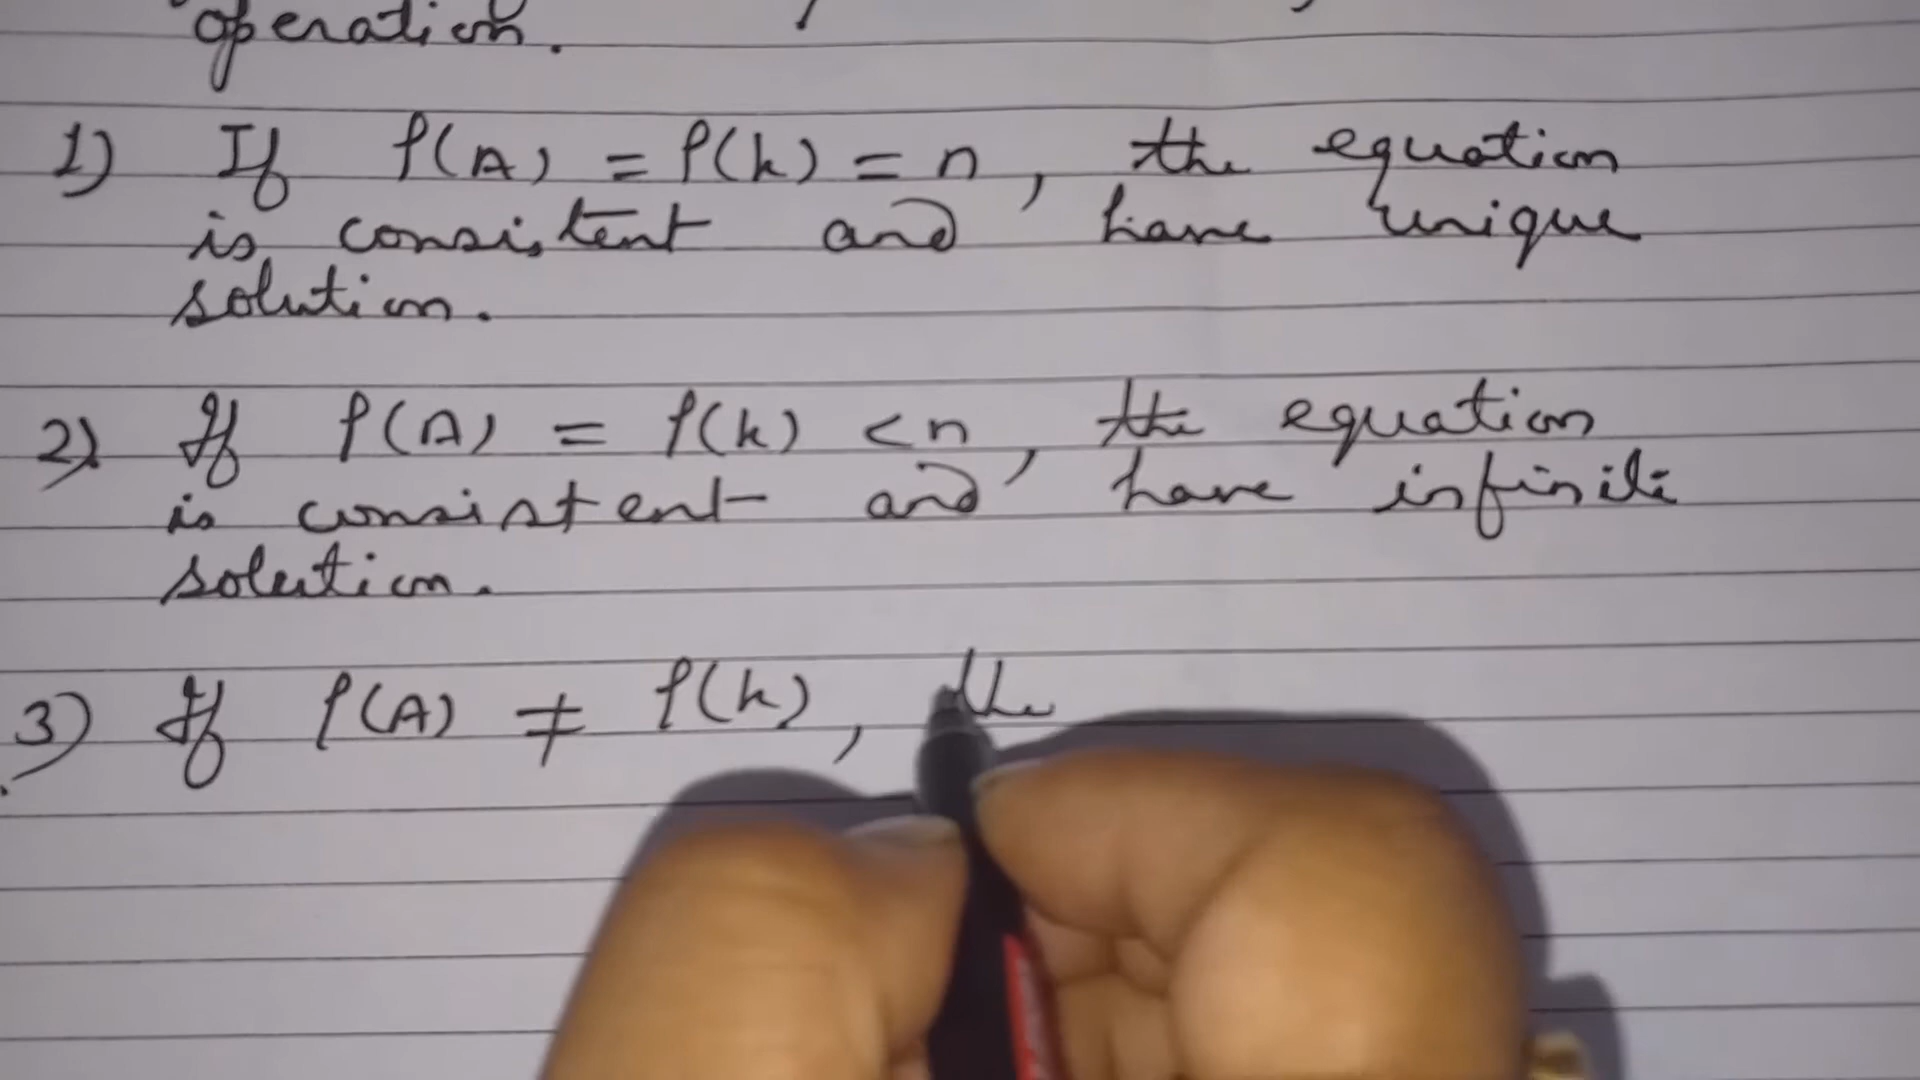 operation.
1) If ρ(A) = ρ(k) = n, the equation
is consistent and have unique
solution.
2) If ρ(A) = ρ(k) < n, the equation
is consistent and have infinite
solution.
3) If ρ(A) ≠ ρ(k), the